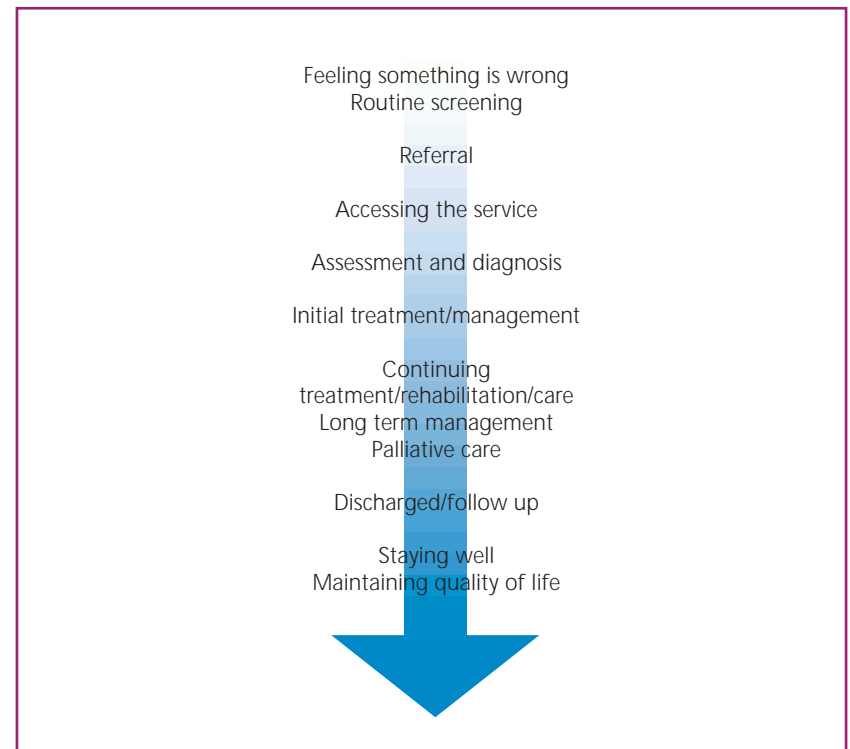 Feeling something is wrong
Routine screening
Referral
Accessing the service
Assessment and diagnosis
Initial treatment/management
Continuing
treatment/rehabilitation/care
Long term management
Palliative care
Discharged/follow up
Staying well
Maintaining quality of life